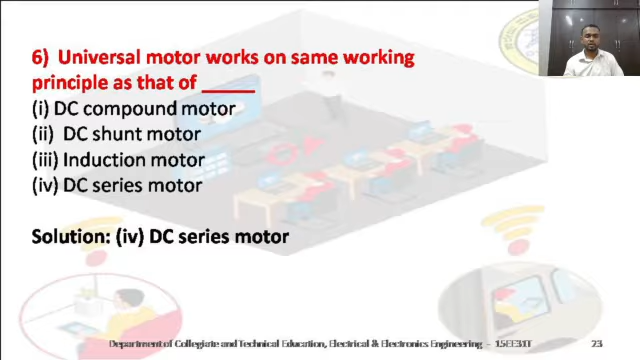 6) Universal motor works on same working
principle as that of _____
(i) DC compound motor
(ii) DC shunt motor
(iii) Induction motor
(iv) DC series motor
Solution: (iv) DC series motor
Department of Collegiate and Technical Education, Electrical & Electronics Engineering - 15EE31T 23